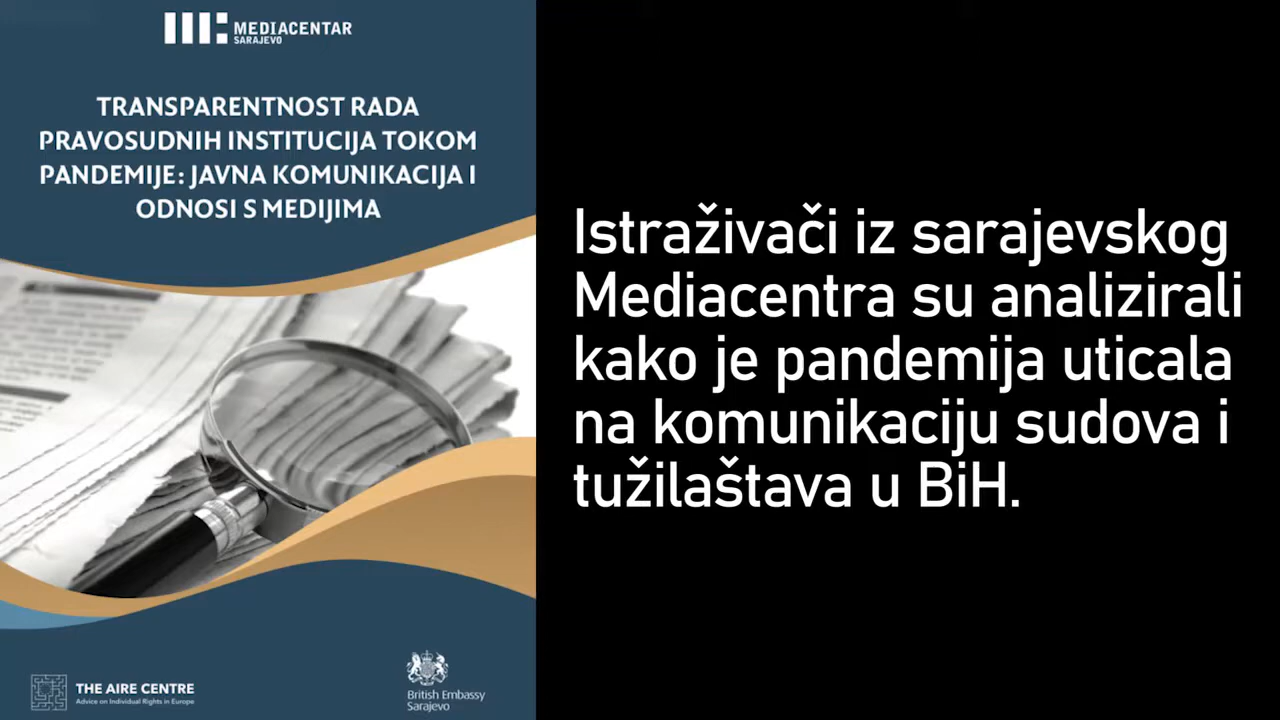 MEDIACENTAR
SARAJEVO
TRANSPARENTNOST RADA
PRAVOSUDNIH INSTITUCIJA TOKOM
PANDEMIJE: JAVNA KOMUNIKACIJA I
ODNOSI S MEDIJIMA
THE AIRE CENTRE
Advice on Individual Rights in Europe
British Embassy
Sarajevo
Istraživači iz sarajevskog
Mediacentra su analizirali
kako je pandemija uticala
na komunikaciju sudova i
tužilaštava u BiH.